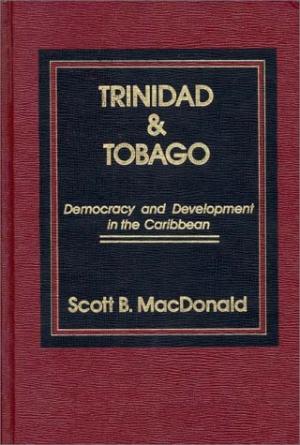 TRINIDAD
&
TOBAGO
Democracy and Development
in the Caribbean
Scott B. MacDonald